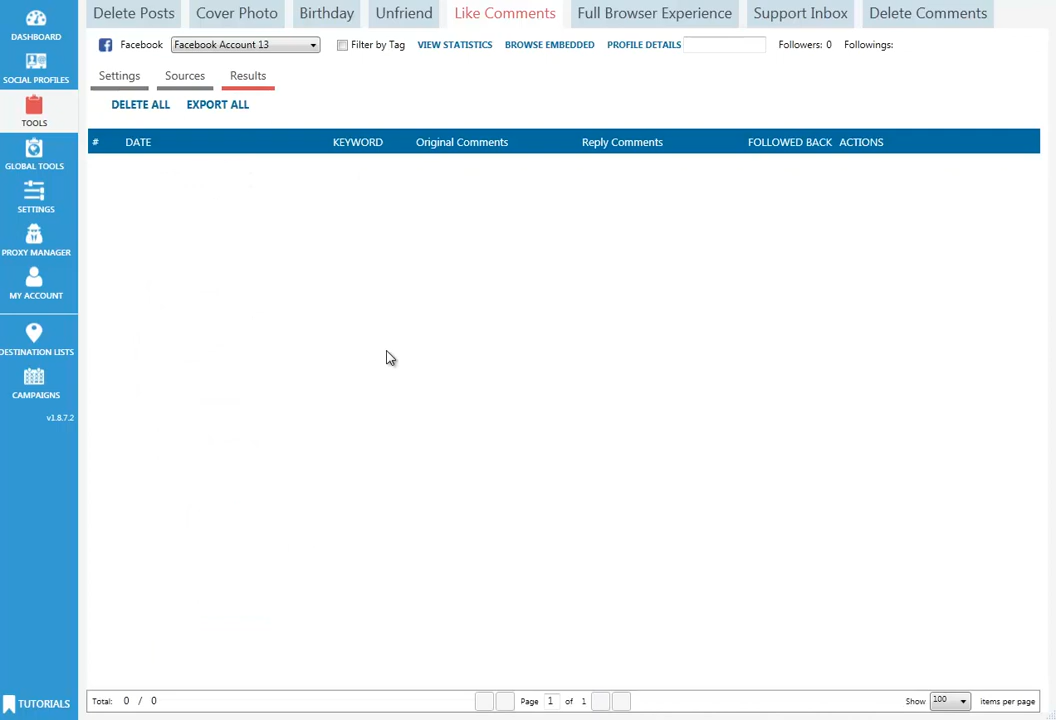 Delete Posts Cover Photo Birthday Unfriend Like Comments Full Browser Experience Support Inbox Delete Comments
DASHBOARD
SOCIAL PROFILES
TOOLS
GLOBAL TOOLS
SETTINGS
PROXY MANAGER
MY ACCOUNT
DESTINATION LISTS
CAMPAIGNS
v1.8.7.2
TUTORIALS
Facebook Facebook Account 13 Filter by Tag VIEW STATISTICS BROWSE EMBEDDED PROFILE DETAILS Followers: 0 Followings:
Settings Sources Results
DELETE ALL EXPORT ALL
# DATE KEYWORD Original Comments Reply Comments FOLLOWED BACK ACTIONS
Total: 0 / 0 Page 1 of 1 Show 100 items per page